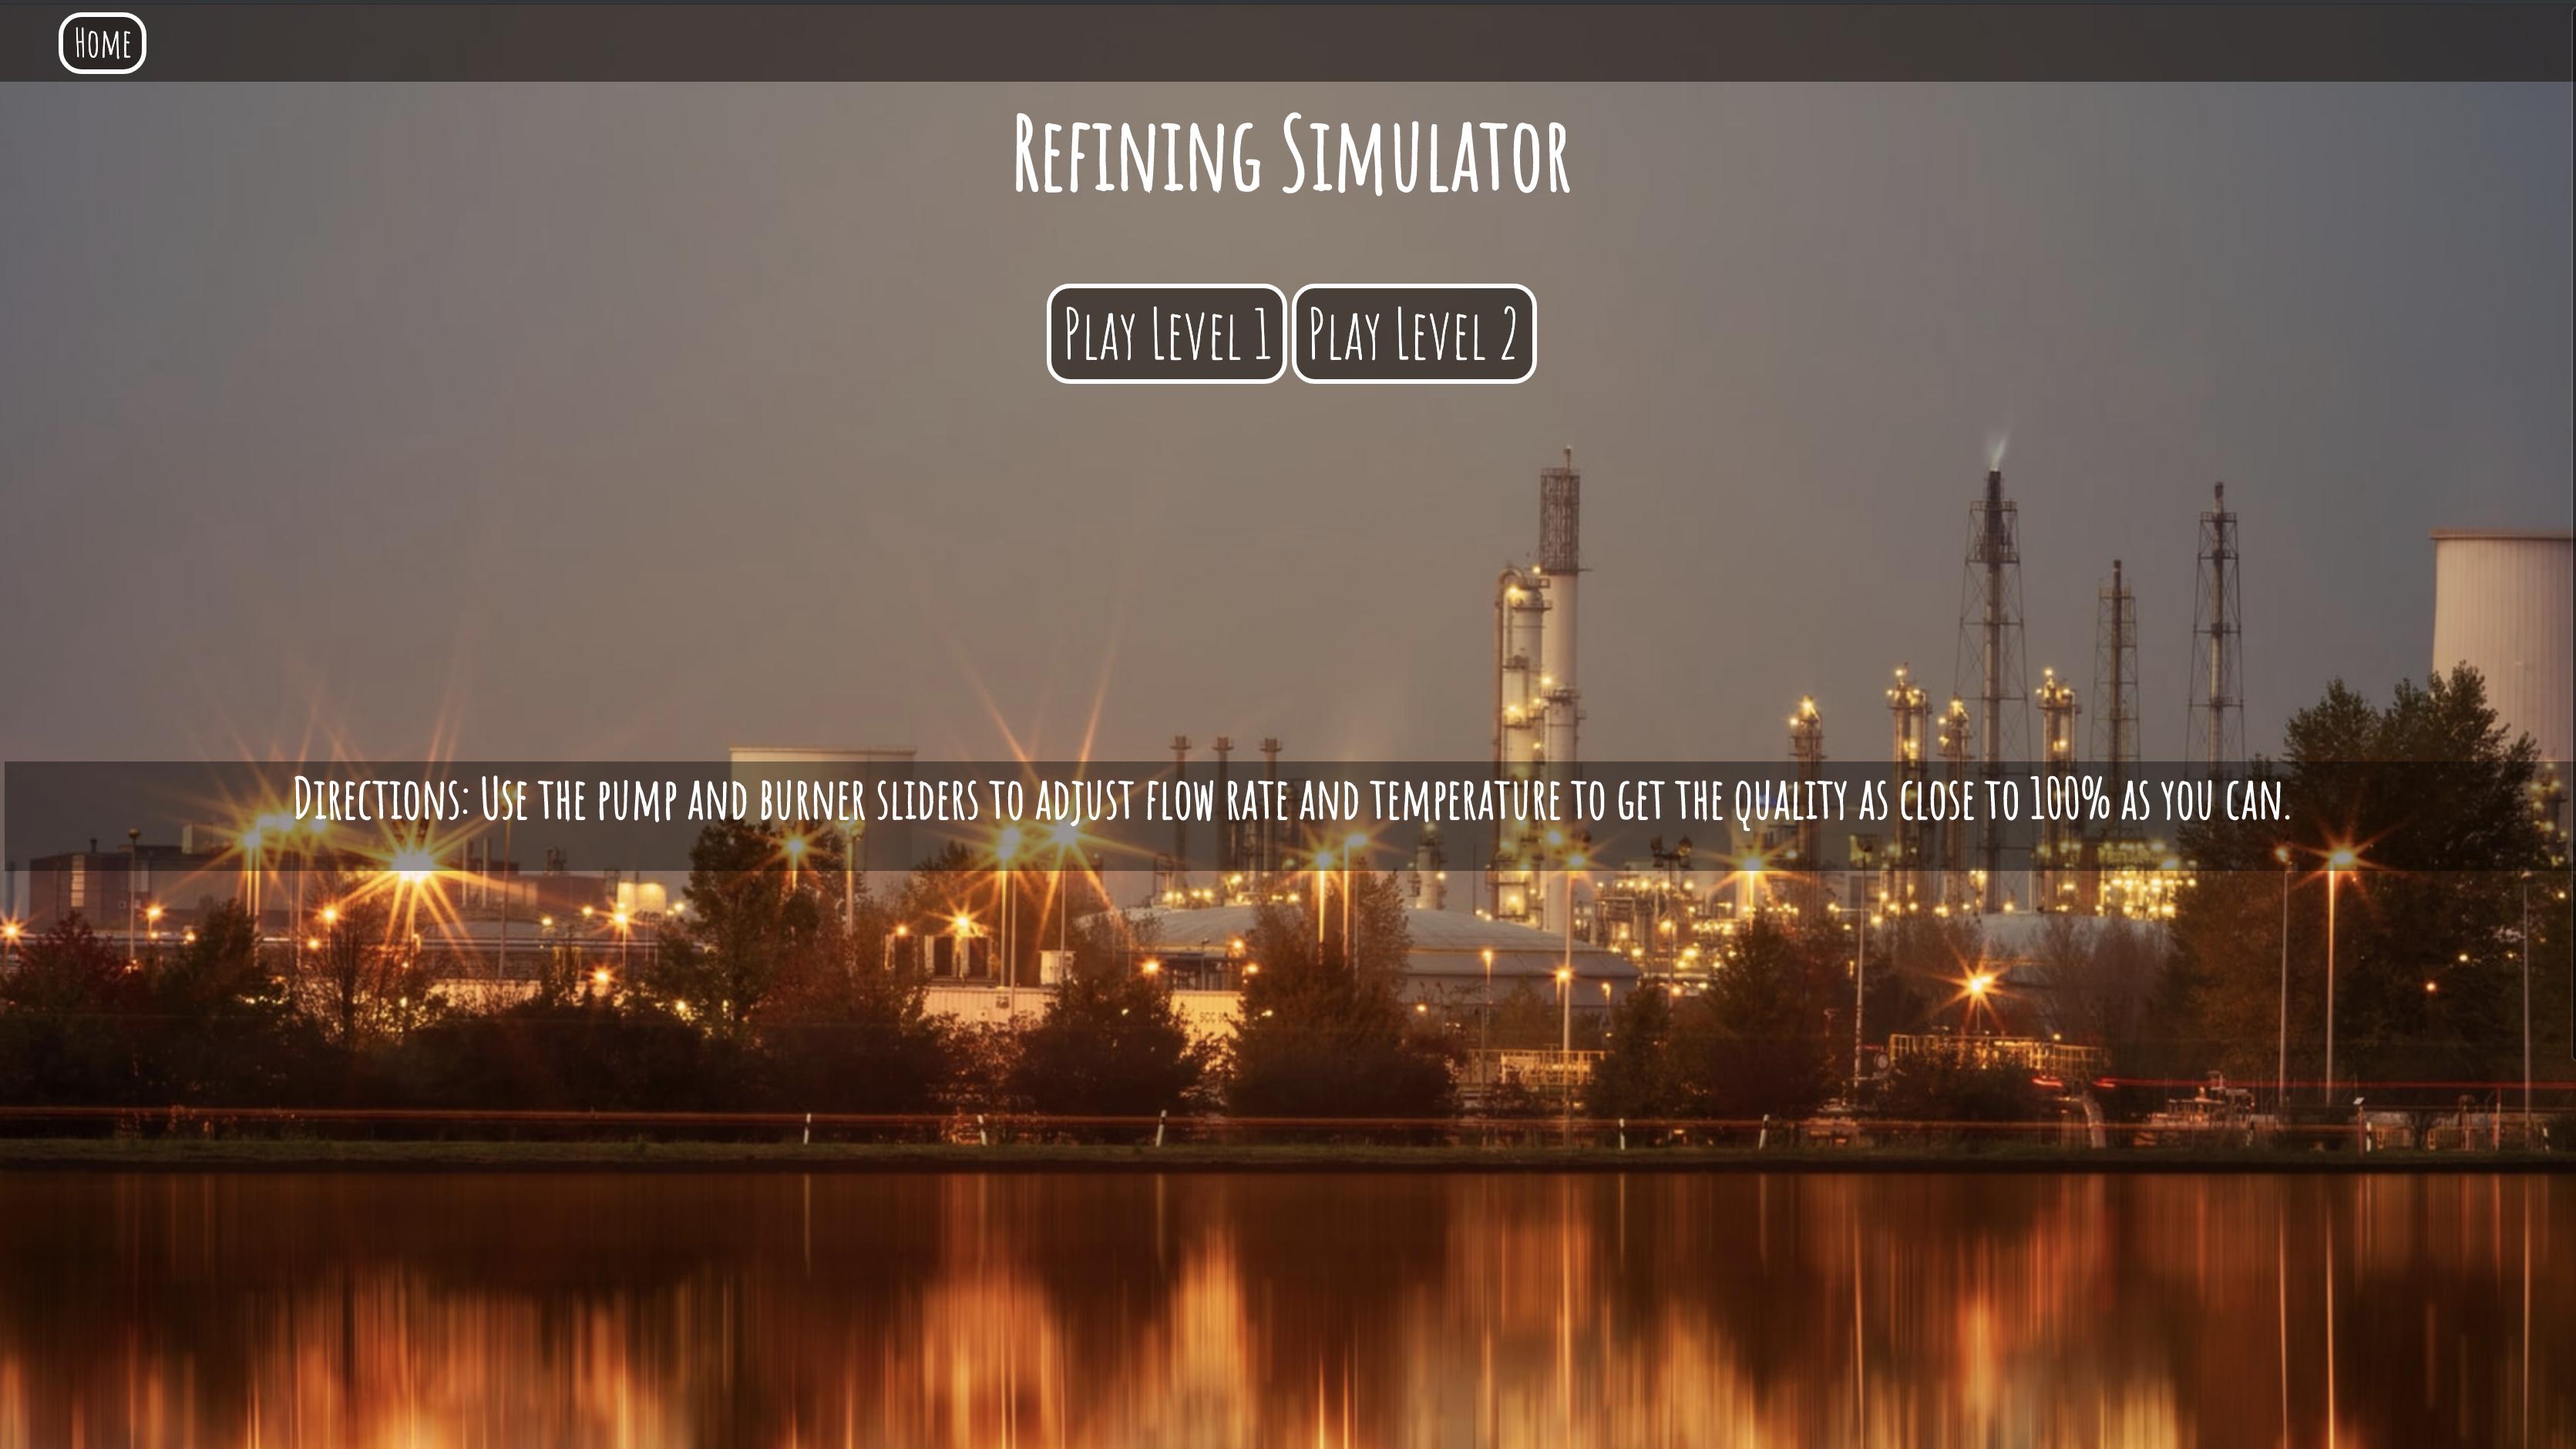 Home
Refining Simulator
Play Level 1
Play Level 2
Directions: Use the pump and burner sliders to adjust flow rate and temperature to get the quality as close to 100% as you can.